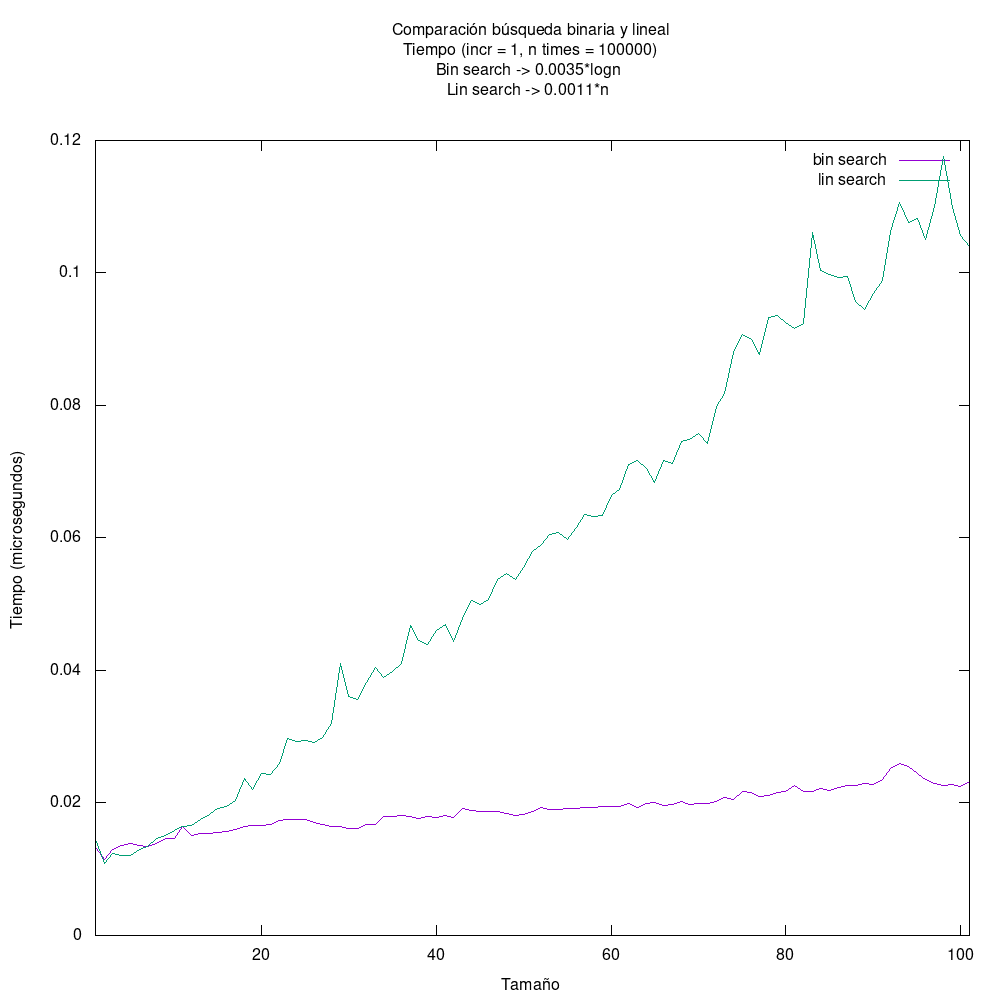 Comparación búsqueda binaria y lineal
Tiempo (incr = 1, n times = 100000)
Bin search -> 0.0035*logn
Lin search -> 0.0011*n
0.12
0.1
0.08
0.06
0.04
0.02
0
bin search
lin search
Tiempo (microsegundos)
20 40 60 80 100
Tamaño